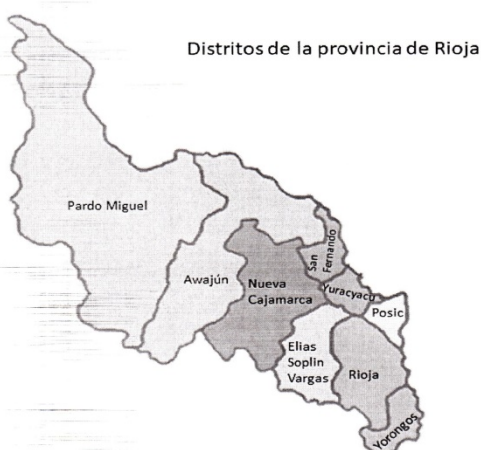 Distritos de la provincia de Rioja
Pardo Miguel
Awajún
Nueva
Cajamarca
San
Fernando
Yuracyacu
Posic
Elias
Soplin
Vargas
Rioja
Yorongos